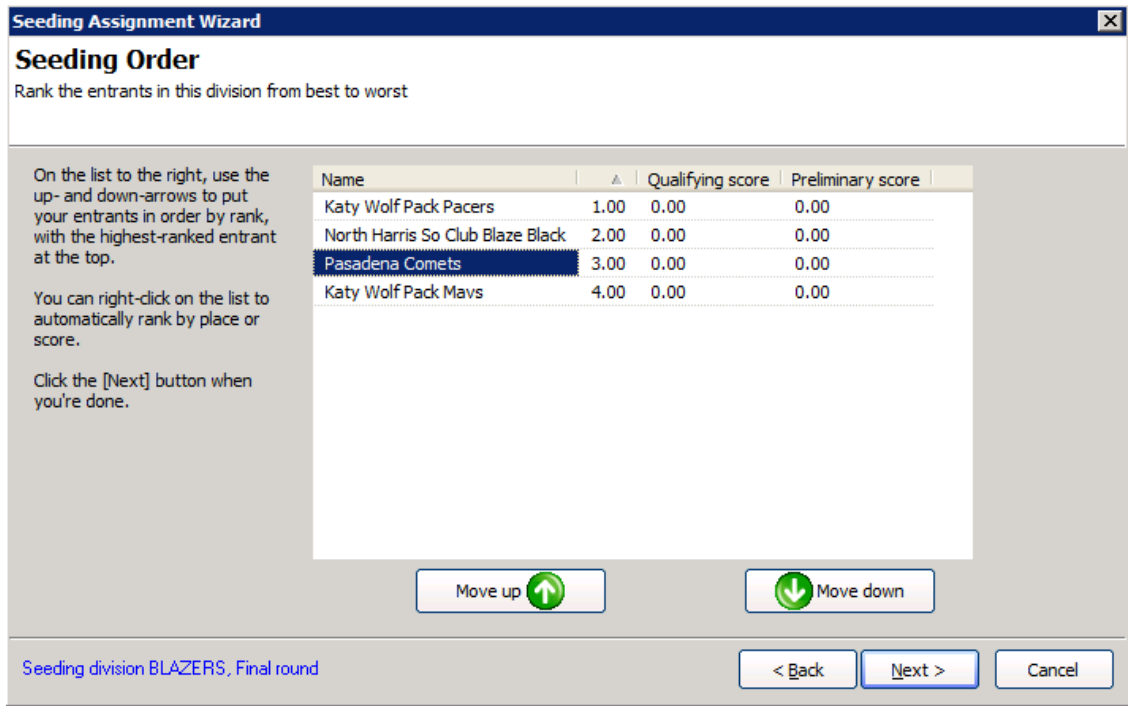 Seeding Assignment Wizard
Seeding Order
Rank the entrants in this division from best to worst
On the list to the right, use the
up- and down-arrows to put
your entrants in order by rank,
with the highest-ranked entrant
at the top.
You can right-click on the list to
automatically rank by place or
score.
Click the [Next] button when
you're done.
Name Qualifying score Preliminary score
Katy Wolf Pack Pacers 1.00 0.00 0.00
North Harris So Club Blaze Black 2.00 0.00 0.00
Pasadena Comets 3.00 0.00 0.00
Katy Wolf Pack Mavs 4.00 0.00 0.00
Move up Move down
Seeding division BLAZERS, Final round
< Back Next > Cancel